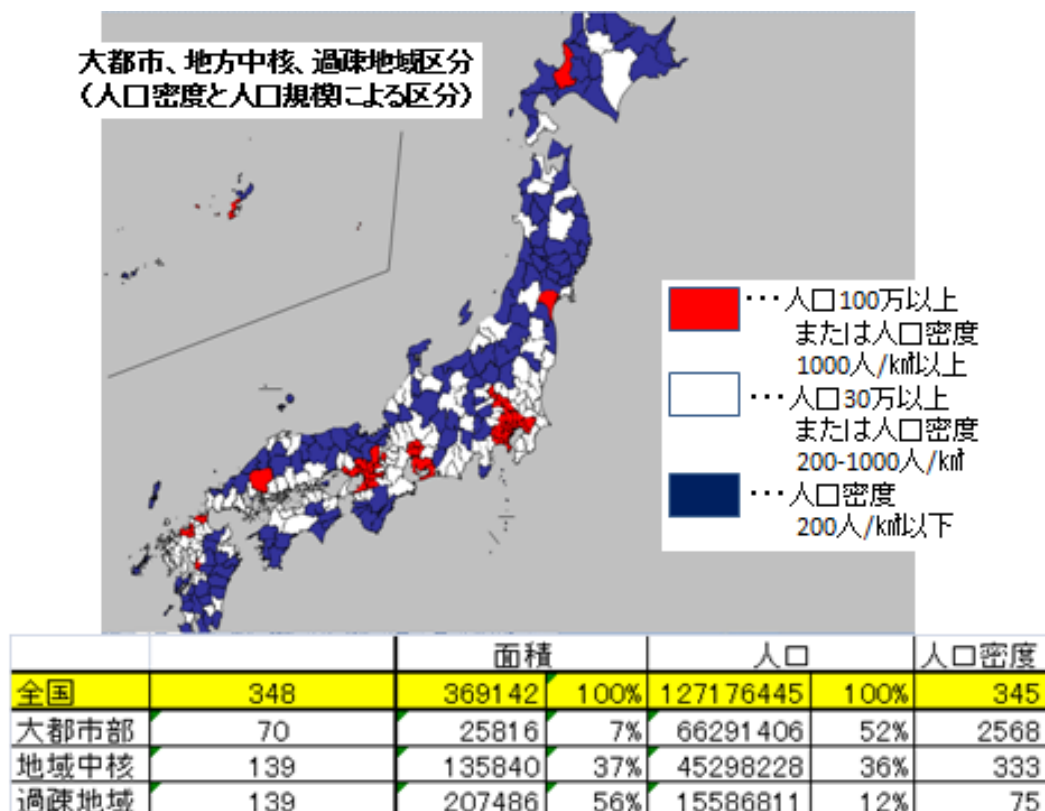 大都市、地方中核、過疎地域区分
（人口密度と人口規模による区分）
・・・人口100万以上
または人口密度
1000人/k㎡以上
・・・人口30万以上
または人口密度
200-1000人/k㎡
・・・人口密度
200人/k㎡以下
面積 人口 人口密度
全国 348 369142 100% 127176445 100% 345
大都市部 70 25816 7% 66291406 52% 2568
地域中核 139 135840 37% 45298228 36% 333
過疎地域 139 207486 56% 15586811 12% 75